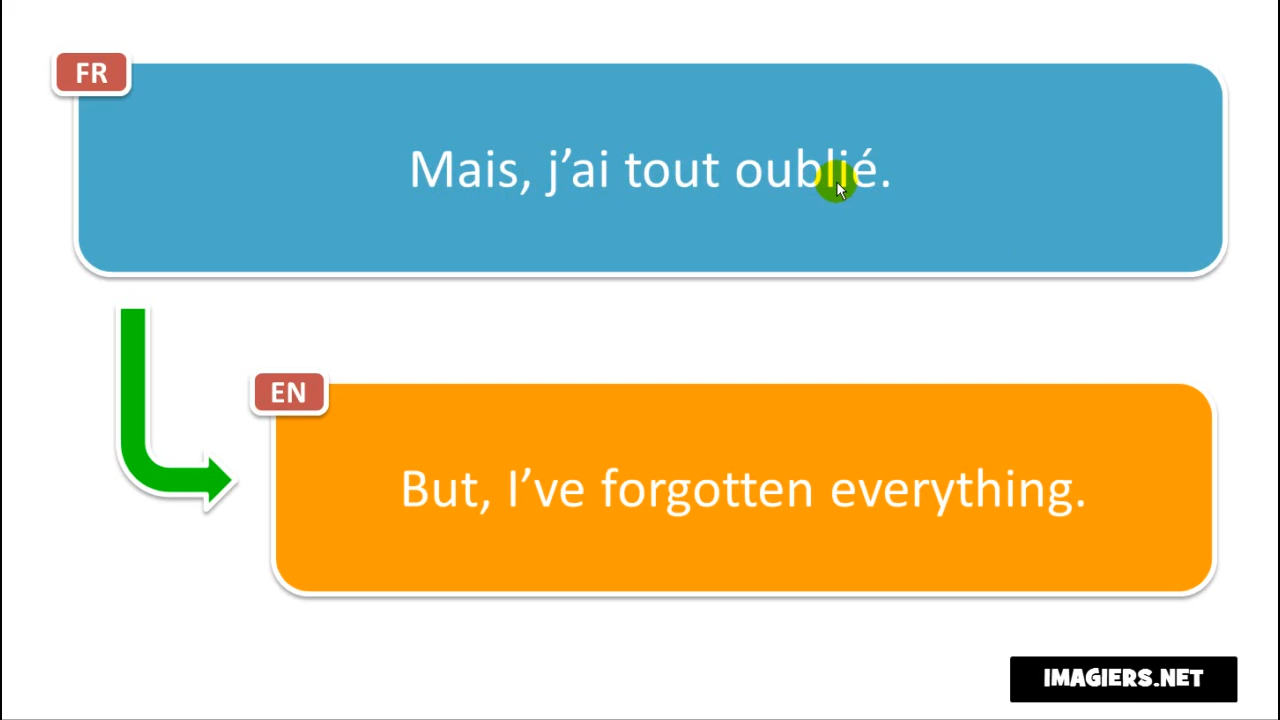 FR
Mais, j’ai tout oublié.
EN
But, I’ve forgotten everything.
IMAGIERS.NET